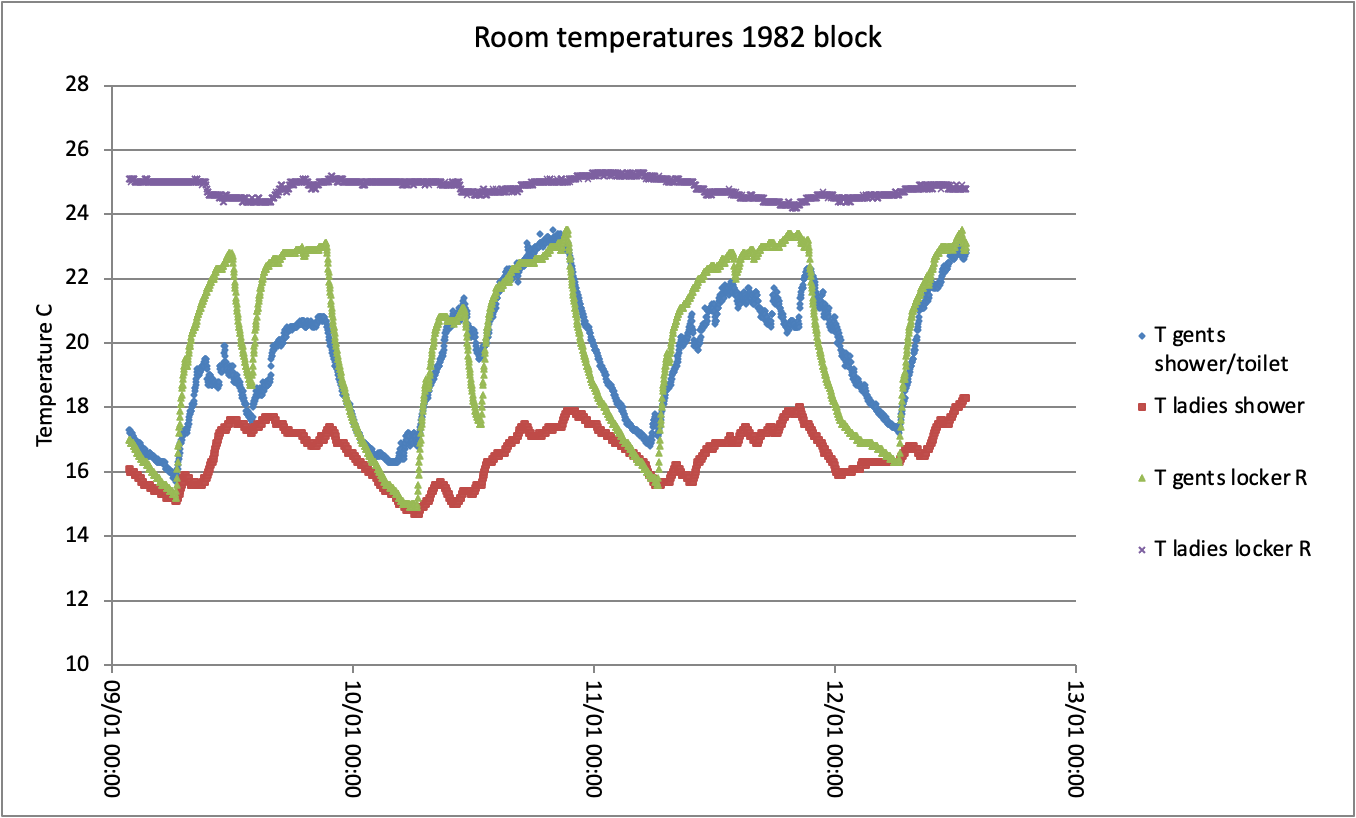 Room temperatures 1982 block
28
26
24
22
20
18
16
14
12
10
Temperature C
09/01 00:00
10/01 00:00
11/01 00:00
12/01 00:00
13/01 00:00
T gents
shower/toilet
T ladies shower
T gents locker R
T ladies locker R